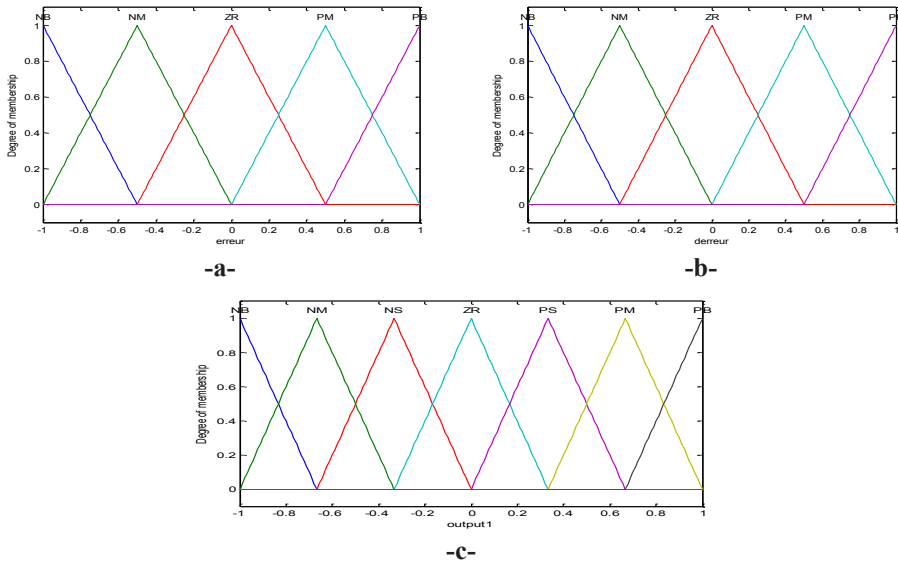 NB NM ZR PM PB
1
0.8
0.6
0.4
0.2
0
Degree of membership
-1 -0.8 -0.6 -0.4 -0.2 0 0.2 0.4 0.6 0.8 1
erreur
-a-
NB NM ZR PM
1
0.8
0.6
0.4
0.2
0
Degree of membership
-1 -0.8 -0.6 -0.4 -0.2 0 0.2 0.4 0.6 0.8 1
derreur
-b-
NB NM NS ZR PS PM PB
1
0.8
0.6
0.4
0.2
0
Degree of membership
-1 -0.8 -0.6 -0.4 -0.2 0 0.2 0.4 0.6 0.8 1
output1
-c-